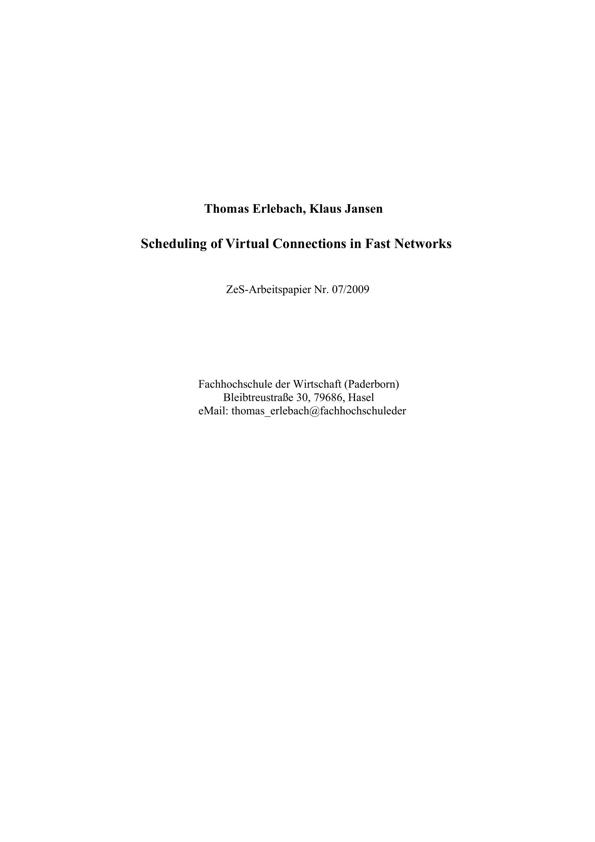 Thomas Erlebach, Klaus Jansen
Scheduling of Virtual Connections in Fast Networks
ZeS-Arbeitspapier Nr. 07/2009
Fachhochschule der Wirtschaft (Paderborn)
Bleibtreustraße 30, 79686, Hasel
eMail: thomas_erlebach@fachhochschuleder